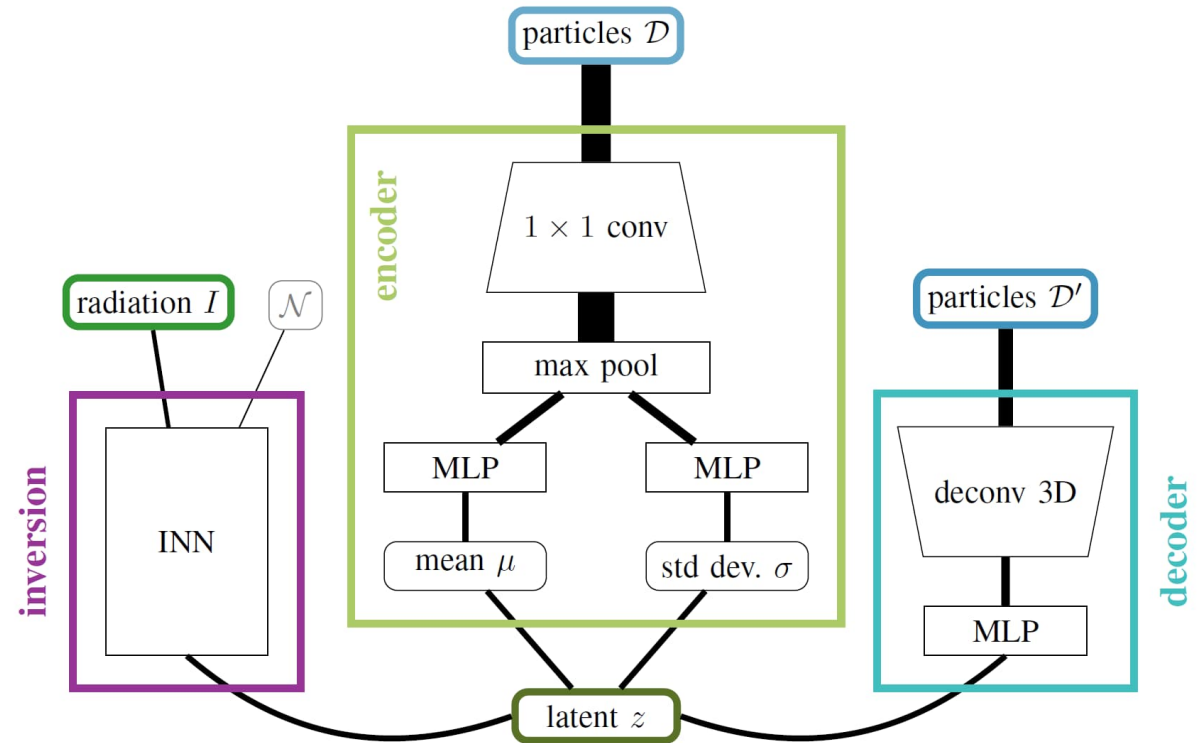 particles 𝒟
encoder
1 × 1 conv
radiation I
𝒩
particles 𝒟′
max pool
inversion
INN
MLP
MLP
deconv 3D
decoder
mean μ
std dev. σ
MLP
latent z